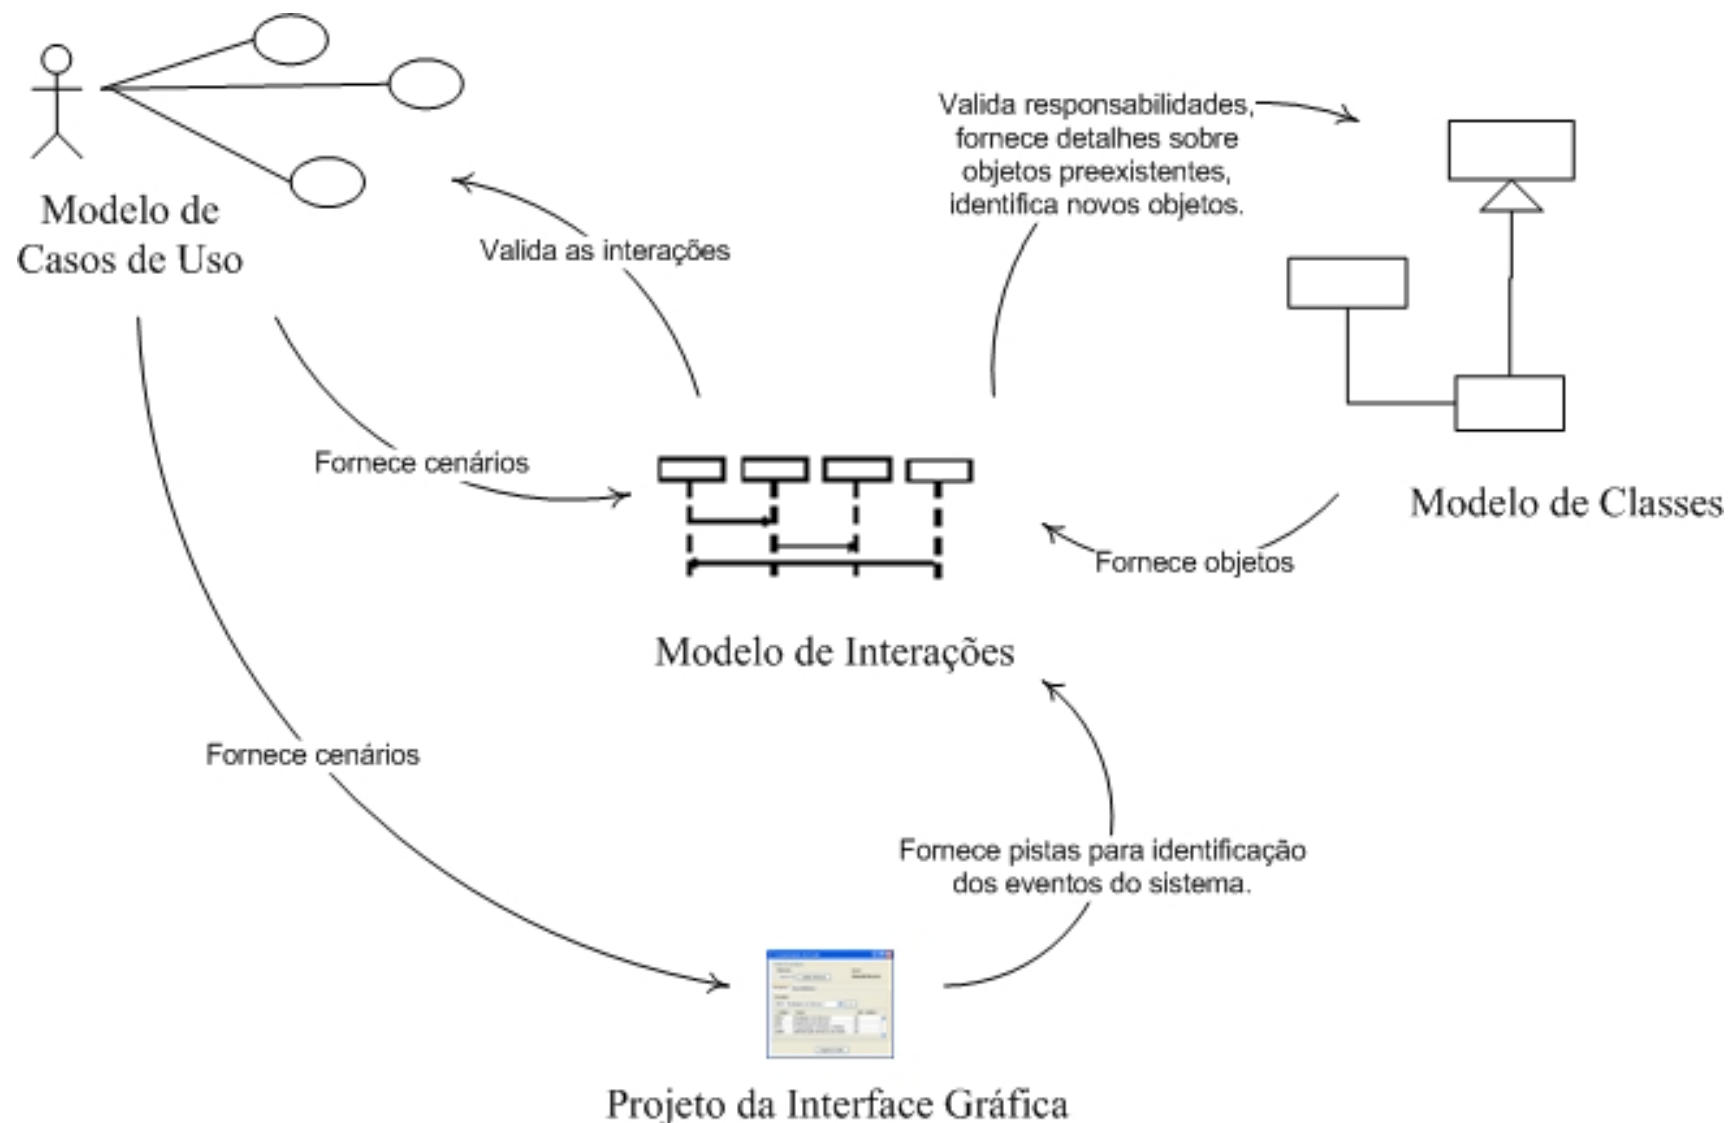 Modelo de
Casos de Uso
Valida as interações
Valida responsabilidades,
fornece detalhes sobre
objetos preexistentes,
identifica novos objetos.
Fornece cenários
Modelo de Classes
Fornece objetos
Modelo de Interações
Fornece cenários
Fornece pistas para identificação
dos eventos do sistema.
Projeto da Interface Gráfica